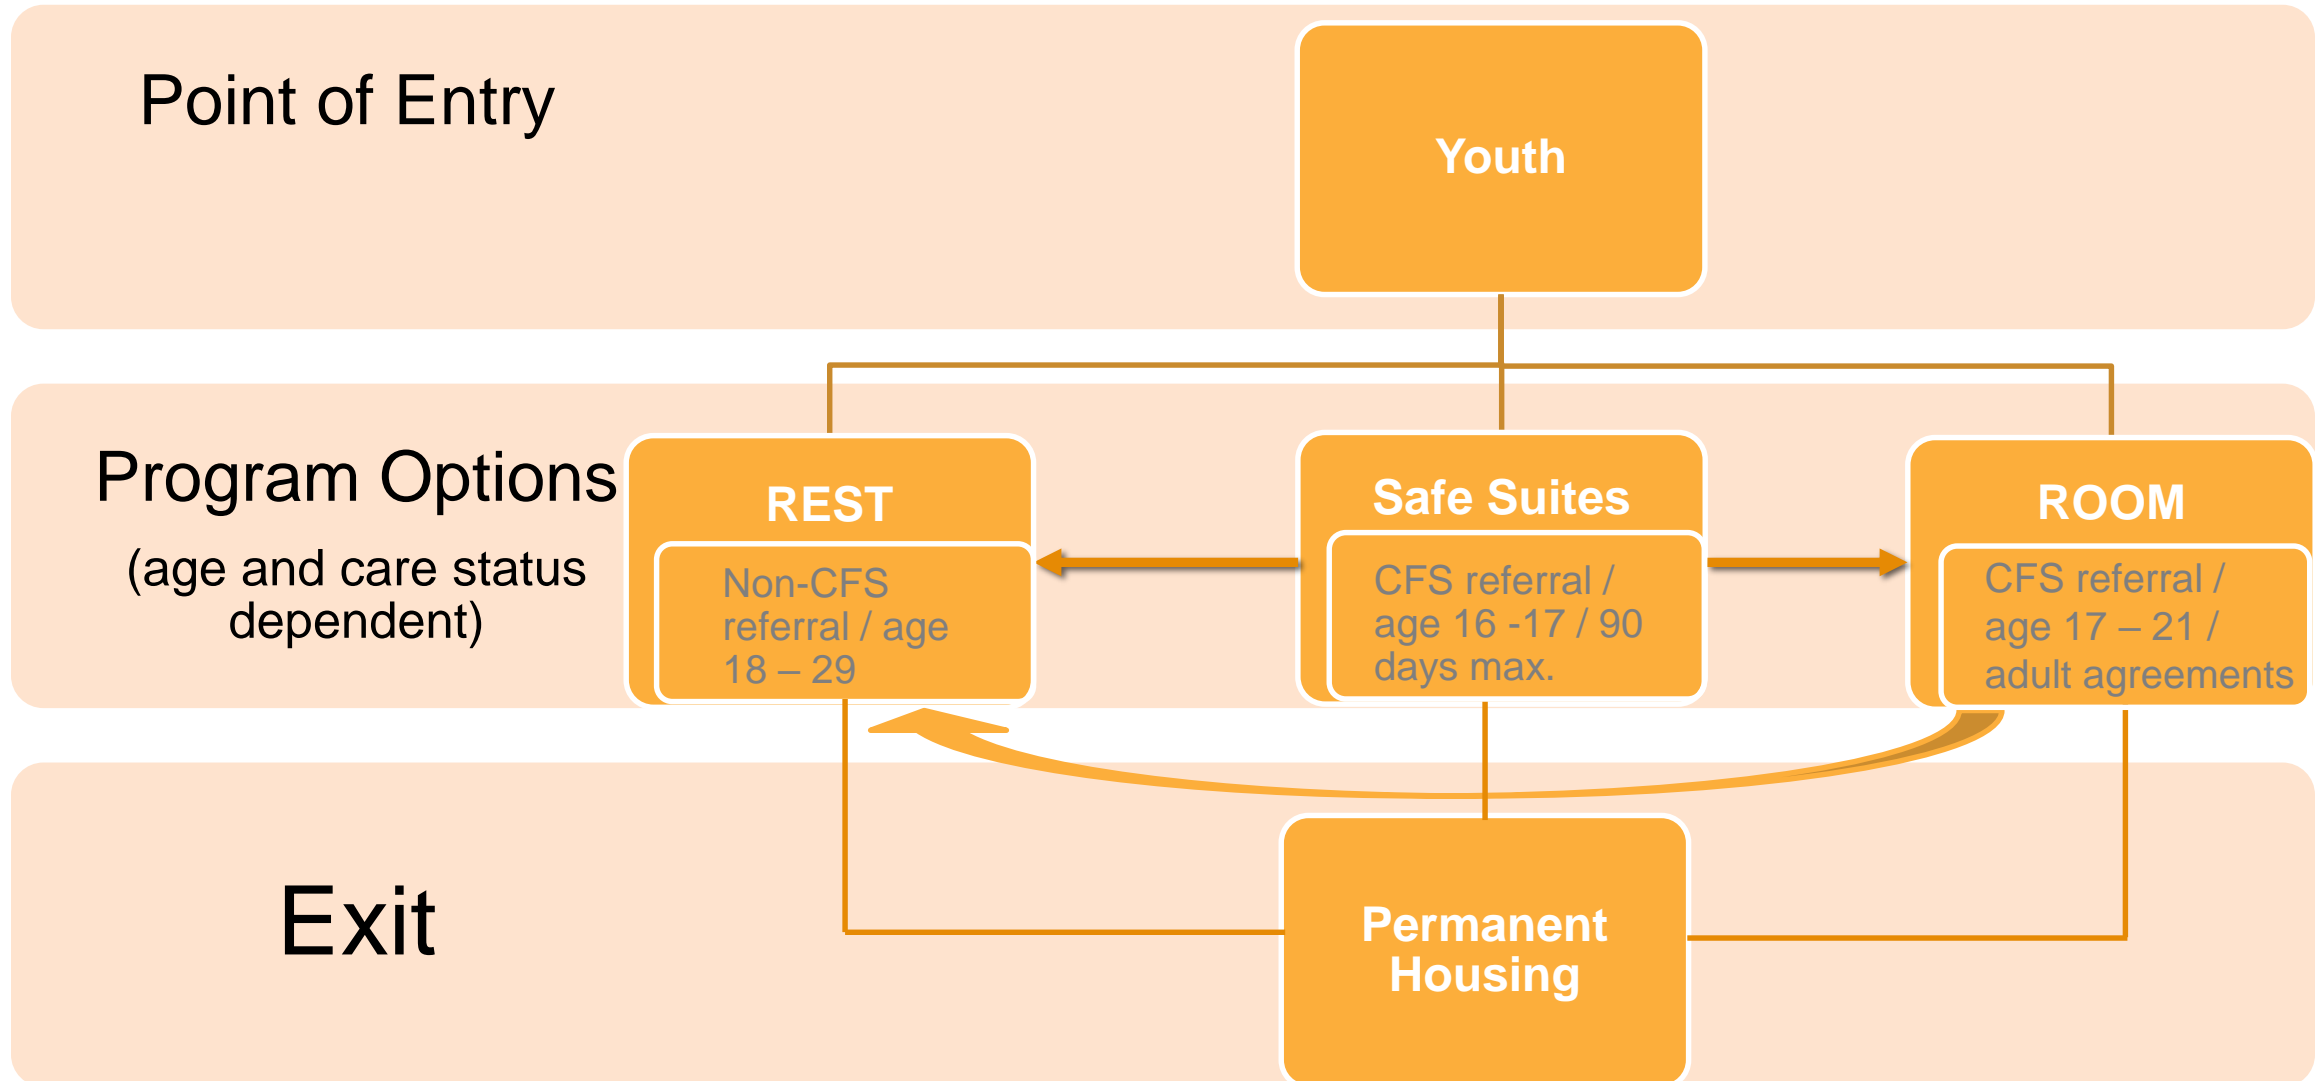 Point of Entry
Youth
Program Options
(age and care status
dependent)
REST
Non-CFS
referral / age
18 – 29
Safe Suites
CFS referral /
age 16 -17 / 90
days max.
ROOM
CFS referral /
age 17 – 21 /
adult agreements
Exit
Permanent
Housing